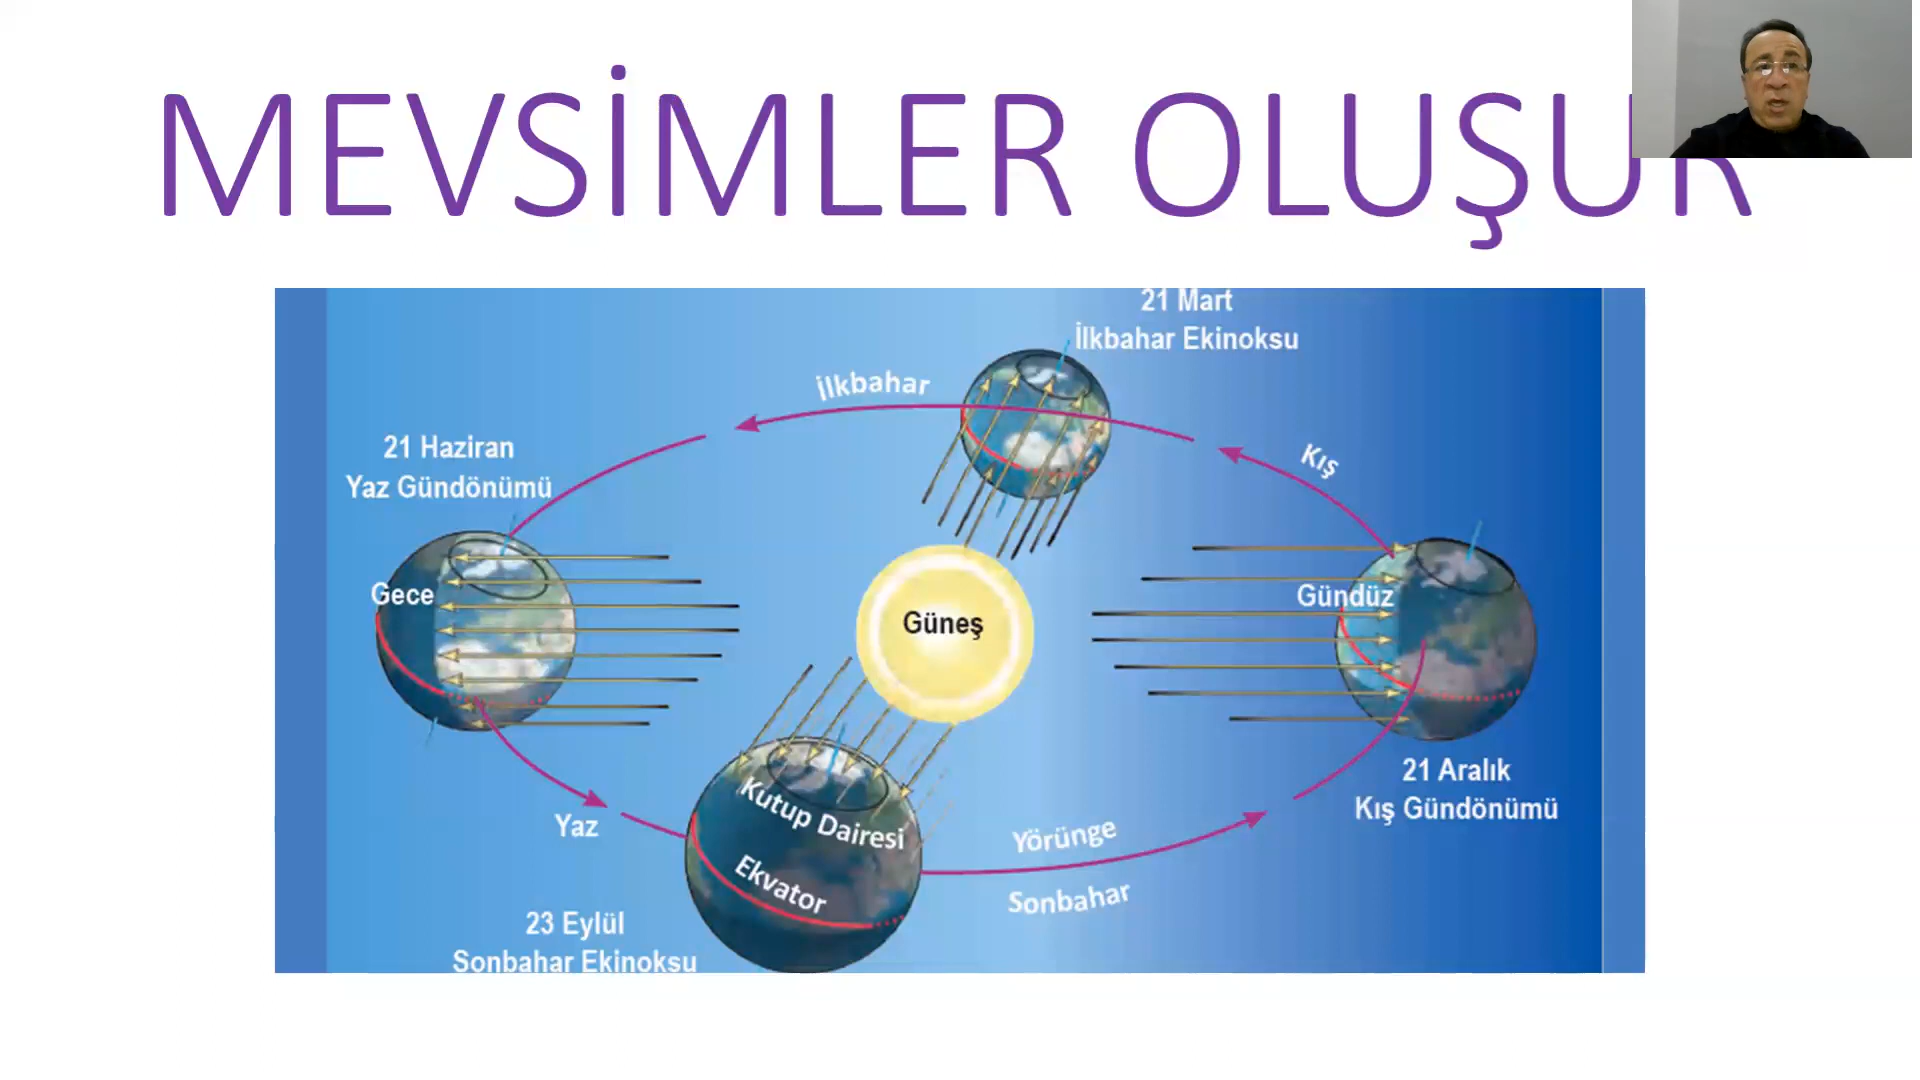 MEVSİMLER OLUŞUR
21 Mart
İlkbahar Ekinoksu
İlkbahar
Kış
21 Haziran
Yaz Gündönümü
Gece
Güneş
Gündüz
21 Aralık
Kış Gündönümü
Yaz
Kutup Dairesi
Ekvator
Yörünge
Sonbahar
23 Eylül
Sonbahar Ekinoksu